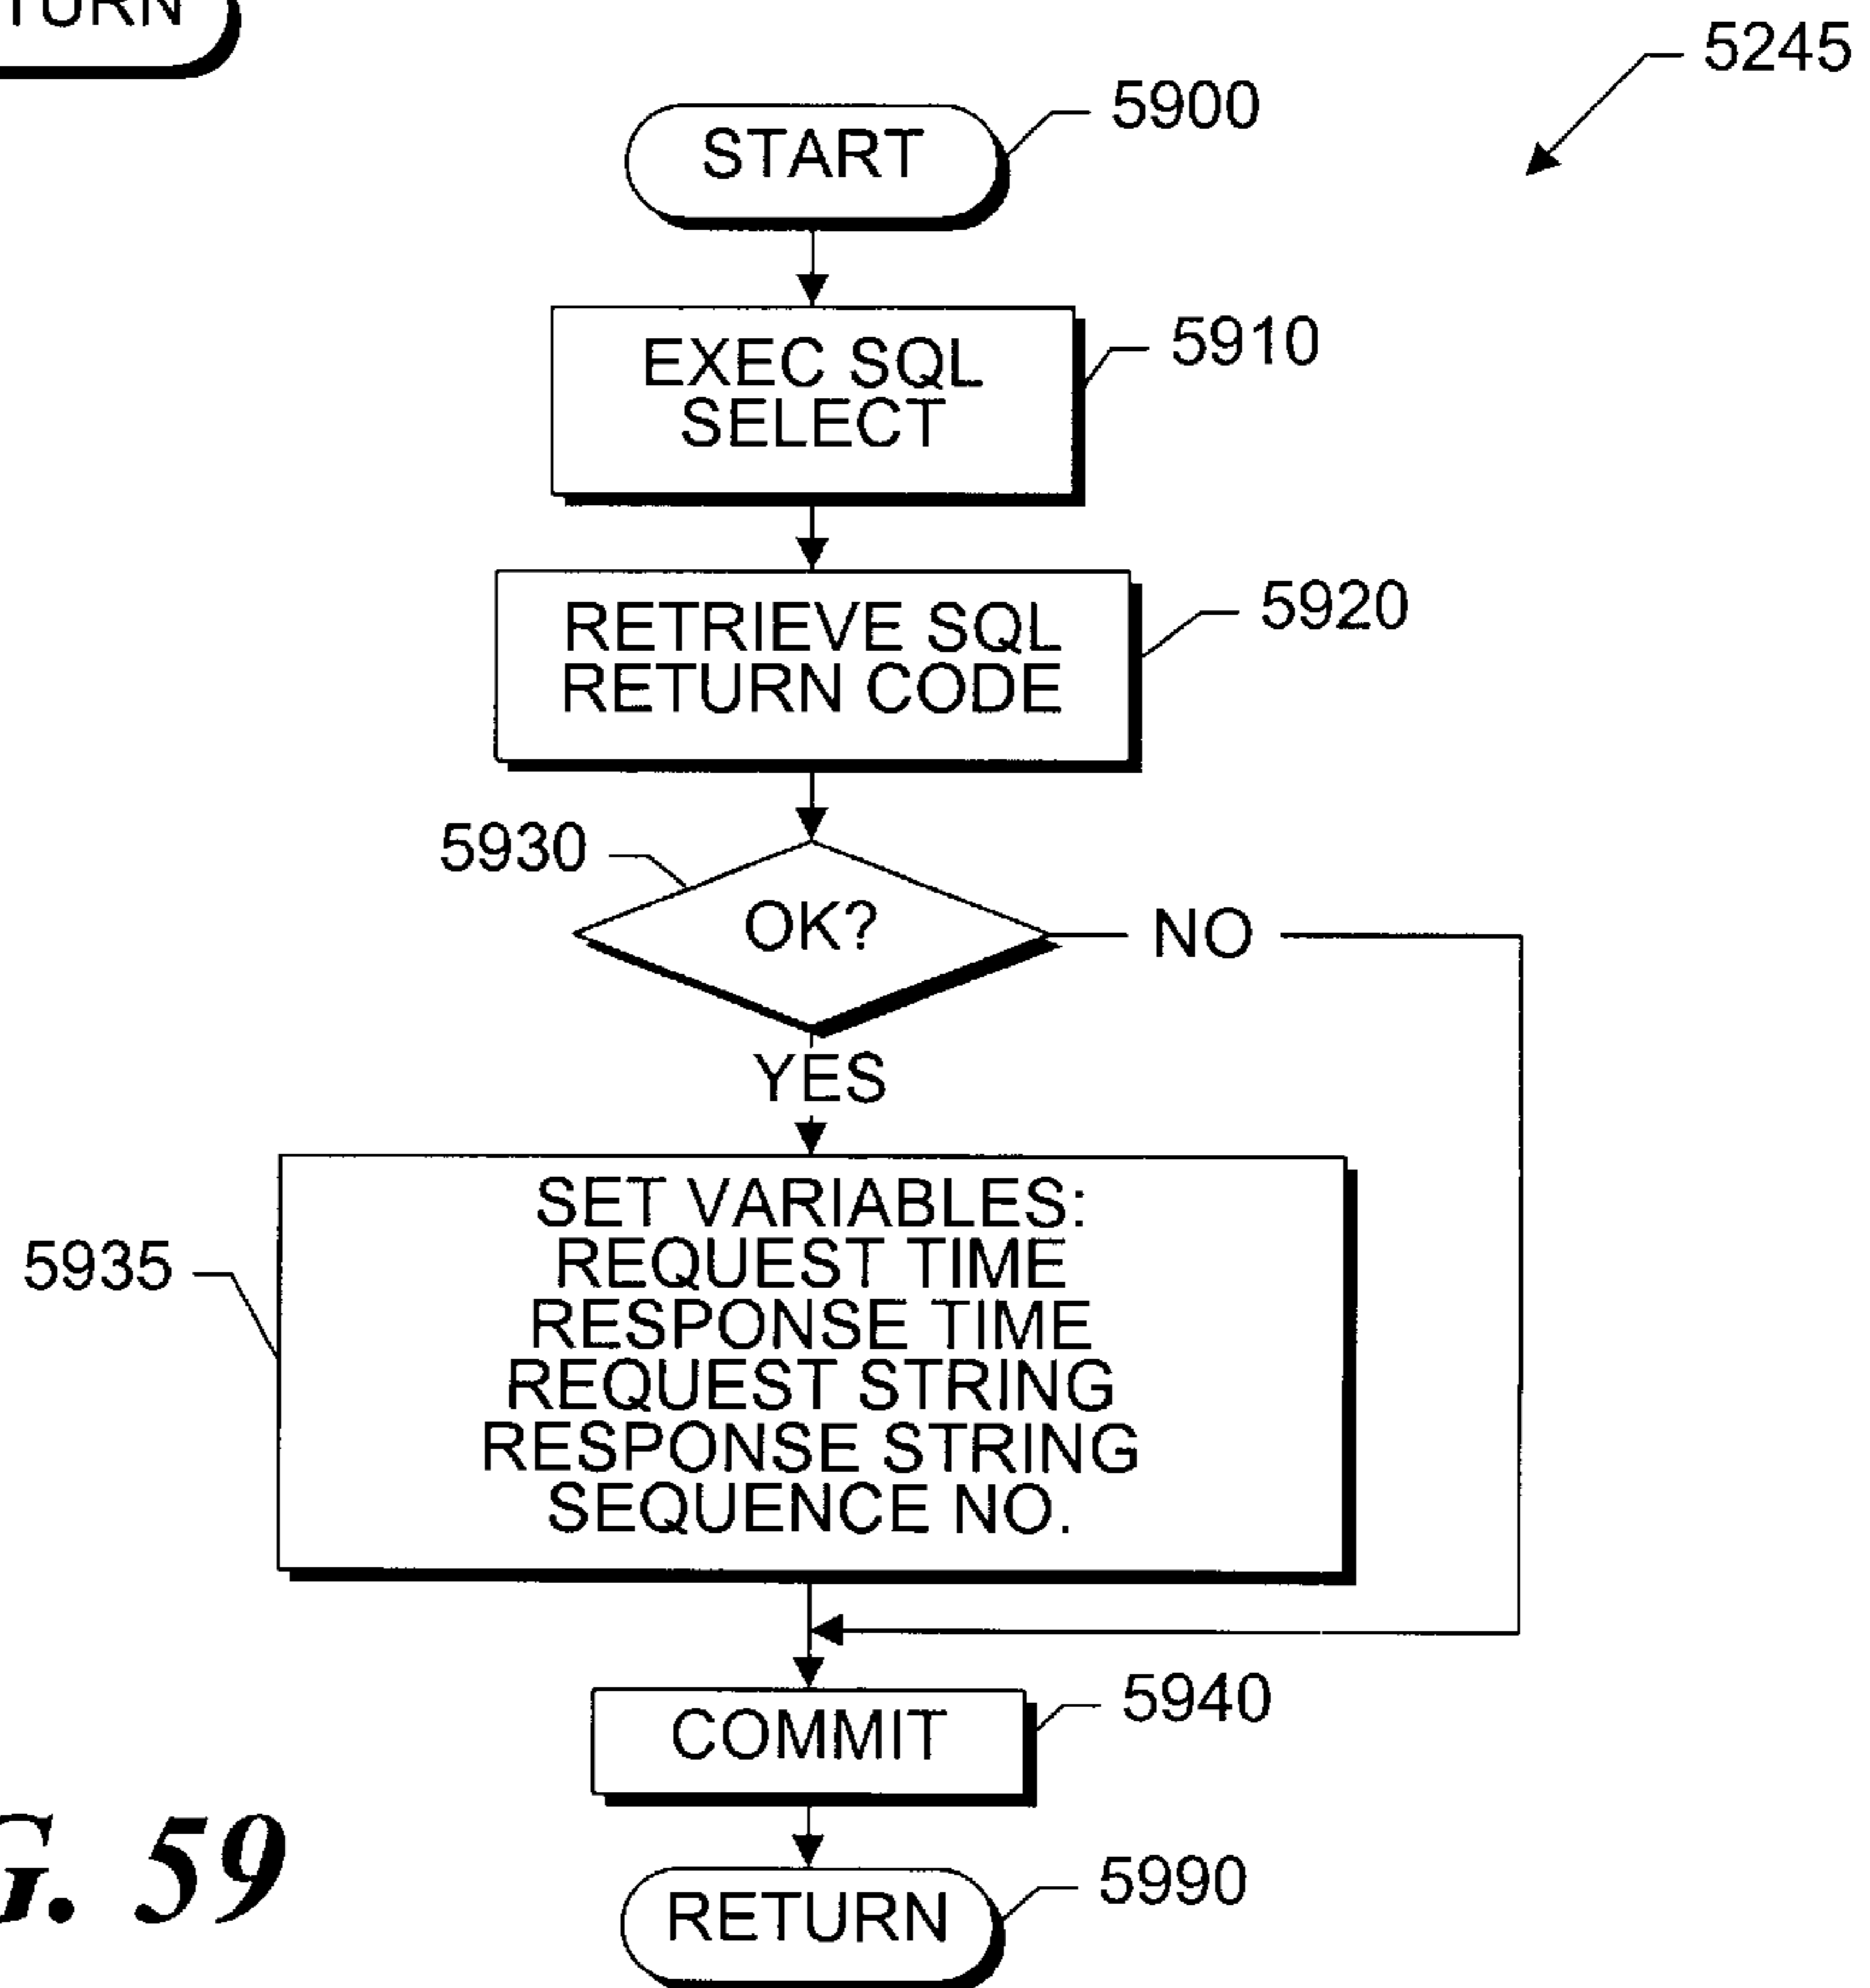 5245
5900
START
5910
EXEC SQL
SELECT
5920
RETRIEVE SQL
RETURN CODE
5930
OK?
NO
YES
5935
SET VARIABLES:
REQUEST TIME
RESPONSE TIME
REQUEST STRING
RESPONSE STRING
SEQUENCE NO.
5940
COMMIT
59
5990
RETURN